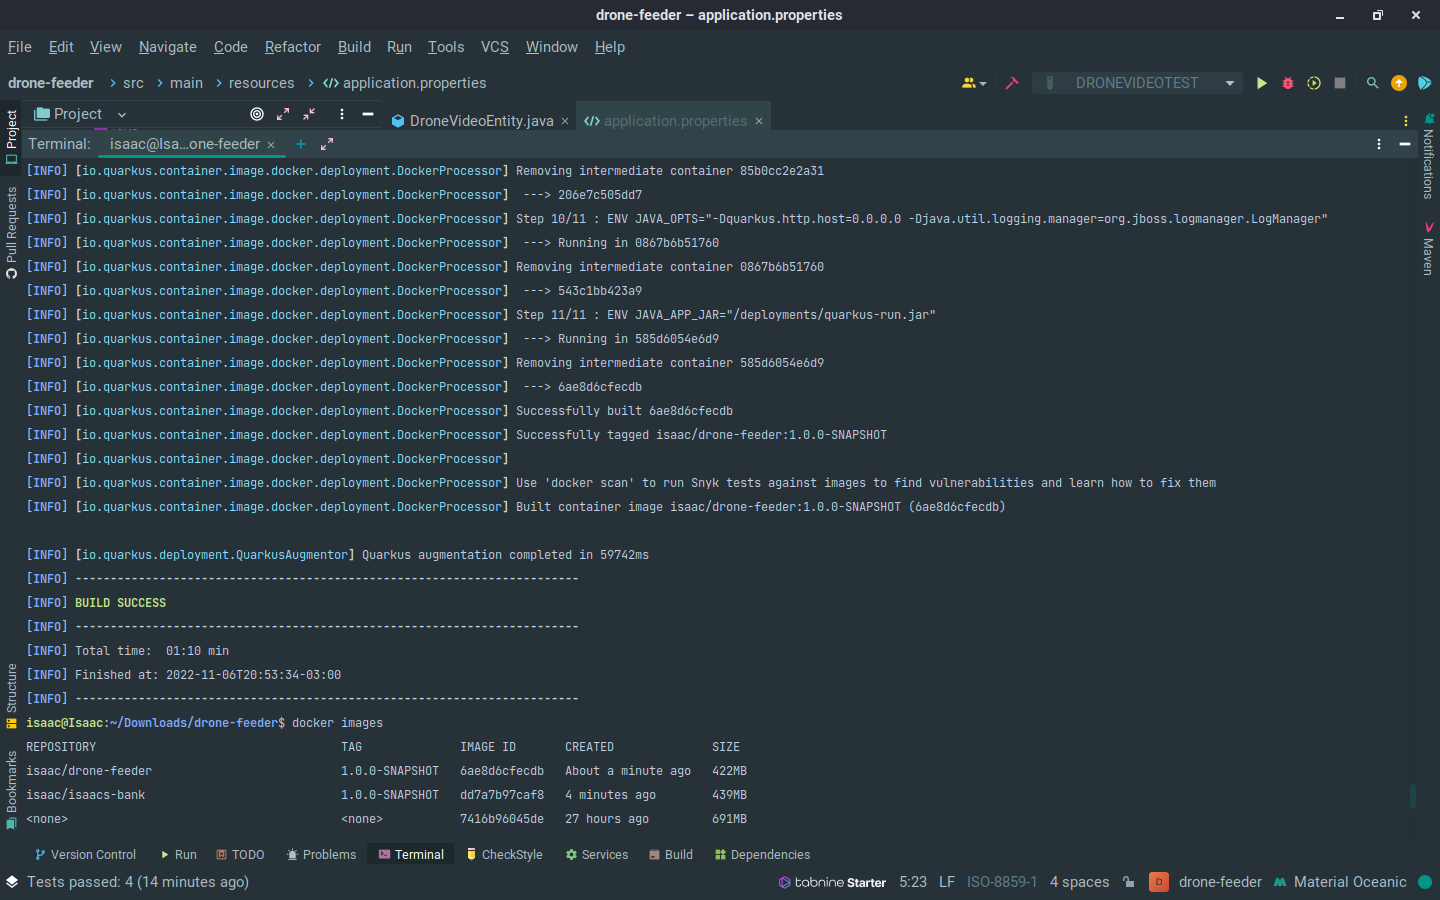 drone-feeder – application.properties
File Edit View Navigate Code Refactor Build Run Tools VCS Window Help
drone-feeder src main resources application.properties
DRONEVIDEOTEST
Project
DroneVideoEntity.java
application.properties
Terminal: isaac@Isa...one-feeder
[INFO] [io.quarkus.container.image.docker.deployment.DockerProcessor] Removing intermediate container 85b0cc2e2a31
[INFO] [io.quarkus.container.image.docker.deployment.DockerProcessor]  ---> 206e7c505dd7
[INFO] [io.quarkus.container.image.docker.deployment.DockerProcessor] Step 10/11 : ENV JAVA_OPTS="-Dquarkus.http.host=0.0.0.0 -Djava.util.logging.manager=org.jboss.logmanager.LogManager"
[INFO] [io.quarkus.container.image.docker.deployment.DockerProcessor]  ---> Running in 0867b6b51760
[INFO] [io.quarkus.container.image.docker.deployment.DockerProcessor] Removing intermediate container 0867b6b51760
[INFO] [io.quarkus.container.image.docker.deployment.DockerProcessor]  ---> 543c1bb423a9
[INFO] [io.quarkus.container.image.docker.deployment.DockerProcessor] Step 11/11 : ENV JAVA_APP_JAR="/deployments/quarkus-run.jar"
[INFO] [io.quarkus.container.image.docker.deployment.DockerProcessor]  ---> Running in 585d6054e6d9
[INFO] [io.quarkus.container.image.docker.deployment.DockerProcessor] Removing intermediate container 585d6054e6d9
[INFO] [io.quarkus.container.image.docker.deployment.DockerProcessor]  ---> 6ae8d6cfecdb
[INFO] [io.quarkus.container.image.docker.deployment.DockerProcessor] Successfully built 6ae8d6cfecdb
[INFO] [io.quarkus.container.image.docker.deployment.DockerProcessor] Successfully tagged isaac/drone-feeder:1.0.0-SNAPSHOT
[INFO] [io.quarkus.container.image.docker.deployment.DockerProcessor]
[INFO] [io.quarkus.container.image.docker.deployment.DockerProcessor] Use 'docker scan' to run Snyk tests against images to find vulnerabilities and learn how to fix them
[INFO] [io.quarkus.container.image.docker.deployment.DockerProcessor] Built container image isaac/drone-feeder:1.0.0-SNAPSHOT (6ae8d6cfecdb)
[INFO] [io.quarkus.deployment.QuarkusAugmentor] Quarkus augmentation completed in 59742ms
[INFO] ------------------------------------------------------------------------
[INFO] BUILD SUCCESS
[INFO] ------------------------------------------------------------------------
[INFO] Total time:  01:10 min
[INFO] Finished at: 2022-11-06T20:53:34-03:00
[INFO] ------------------------------------------------------------------------
isaac@Isaac:~/Downloads/drone-feeder$ docker images
REPOSITORY TAG IMAGE ID CREATED SIZE
isaac/drone-feeder 1.0.0-SNAPSHOT 6ae8d6cfecdb About a minute ago 422MB
isaac/isaacs-bank 1.0.0-SNAPSHOT dd7a7b97caf8 4 minutes ago 439MB
<none> <none> 7416b96045de 27 hours ago 691MB
Project
Pull Requests
Structure
Bookmarks
Notifications
Maven
Version Control Run TODO Problems Terminal CheckStyle Services Build Dependencies
Tests passed: 4 (14 minutes ago) tabnine Starter 5:23 LF ISO-8859-1 4 spaces D drone-feeder Material Oceanic